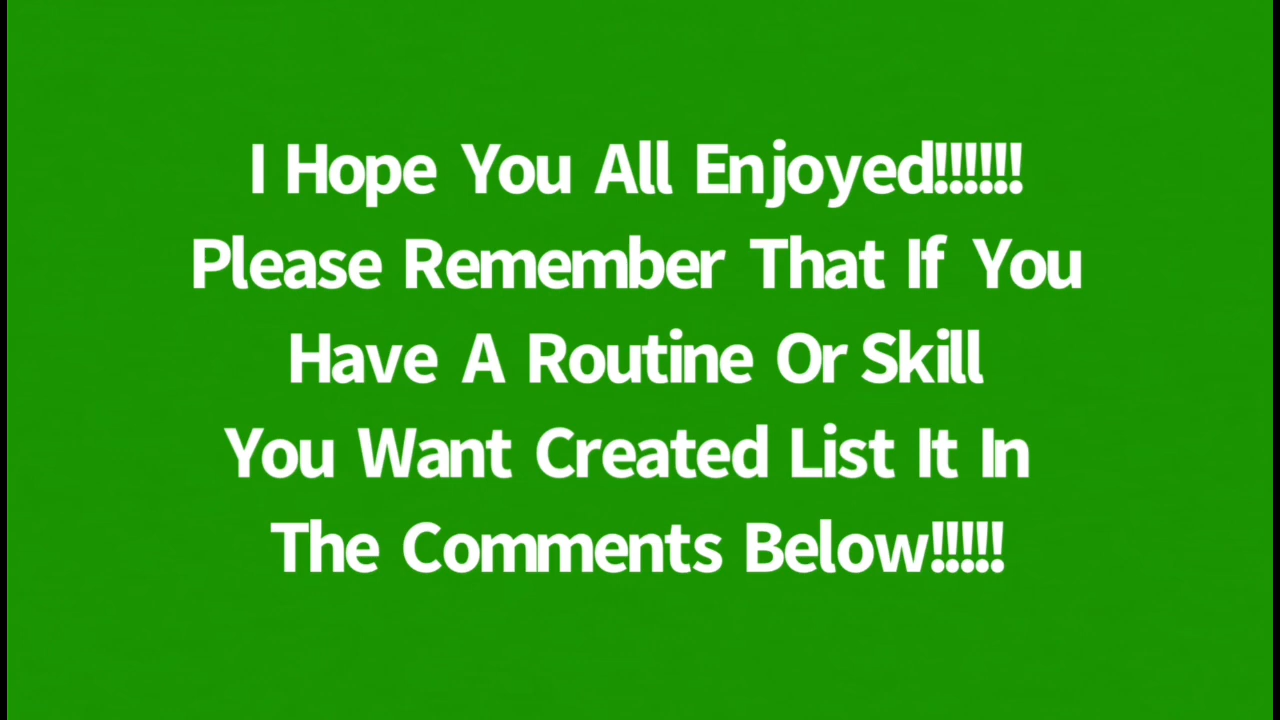 I Hope You All Enjoyed!!!!!!
Please Remember That If You
Have A Routine Or Skill
You Want Created List It In
The Comments Below!!!!!